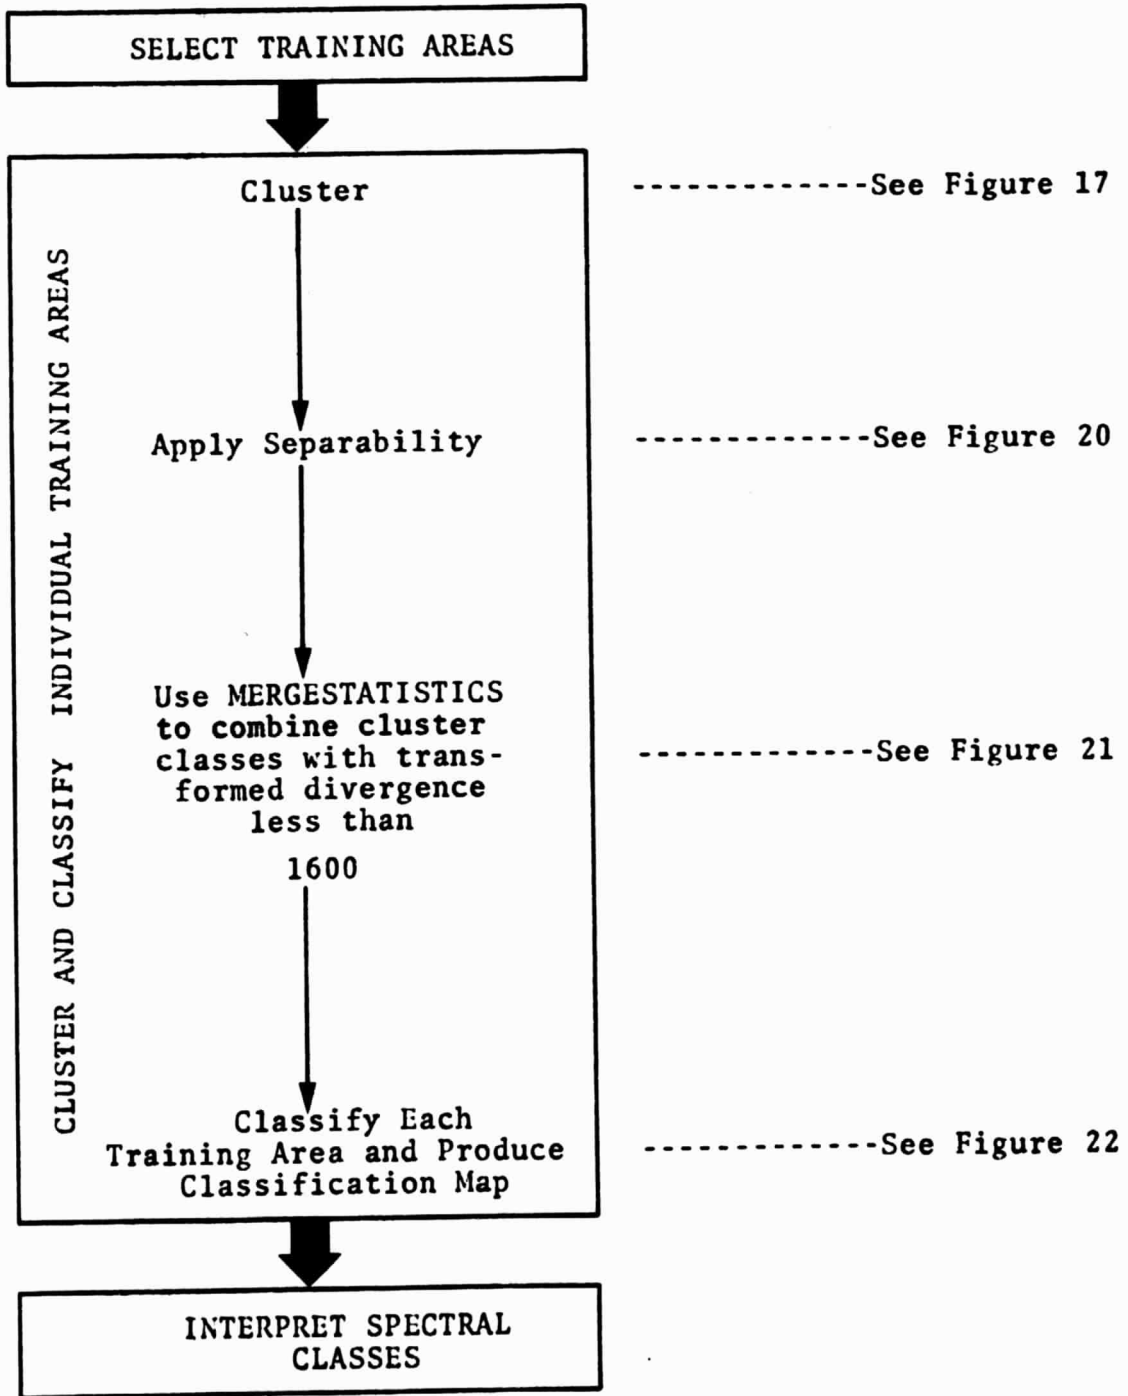 SELECT TRAINING AREAS
CLUSTER AND CLASSIFY INDIVIDUAL TRAINING AREAS
Cluster
-------------See Figure 17
Apply Separability
-------------See Figure 20
Use MERGESTATISTICS
to combine cluster
classes with trans-
formed divergence
less than
1600
-------------See Figure 21
Classify Each
Training Area and Produce
Classification Map
-------------See Figure 22
INTERPRET SPECTRAL
CLASSES